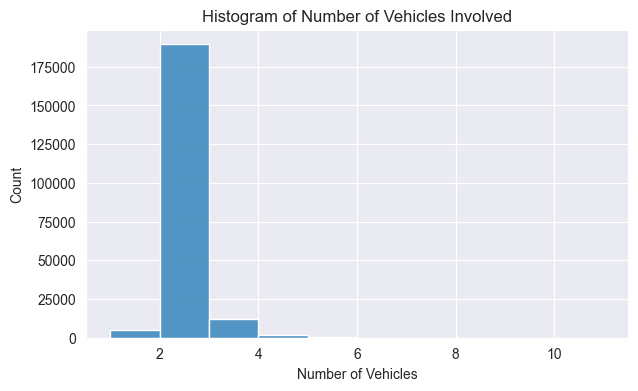 Histogram of Number of Vehicles Involved
175000
150000
125000
100000
75000
50000
25000
0
Count
2 4 6 8 10
Number of Vehicles